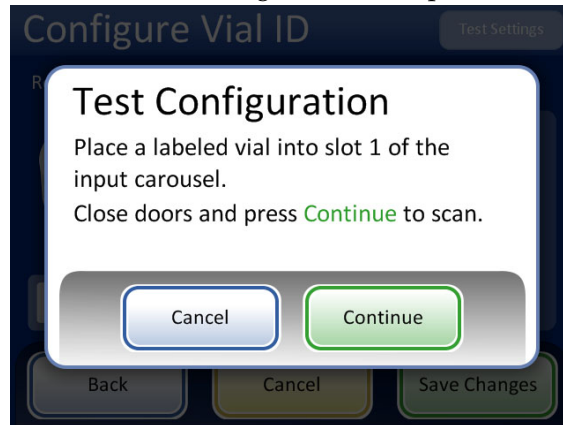 Configure Vial ID
Test Settings
R
Test Configuration
Place a labeled vial into slot 1 of the
input carousel.
Close doors and press Continue to scan.
Cancel
Continue
Back
Cancel
Save Changes